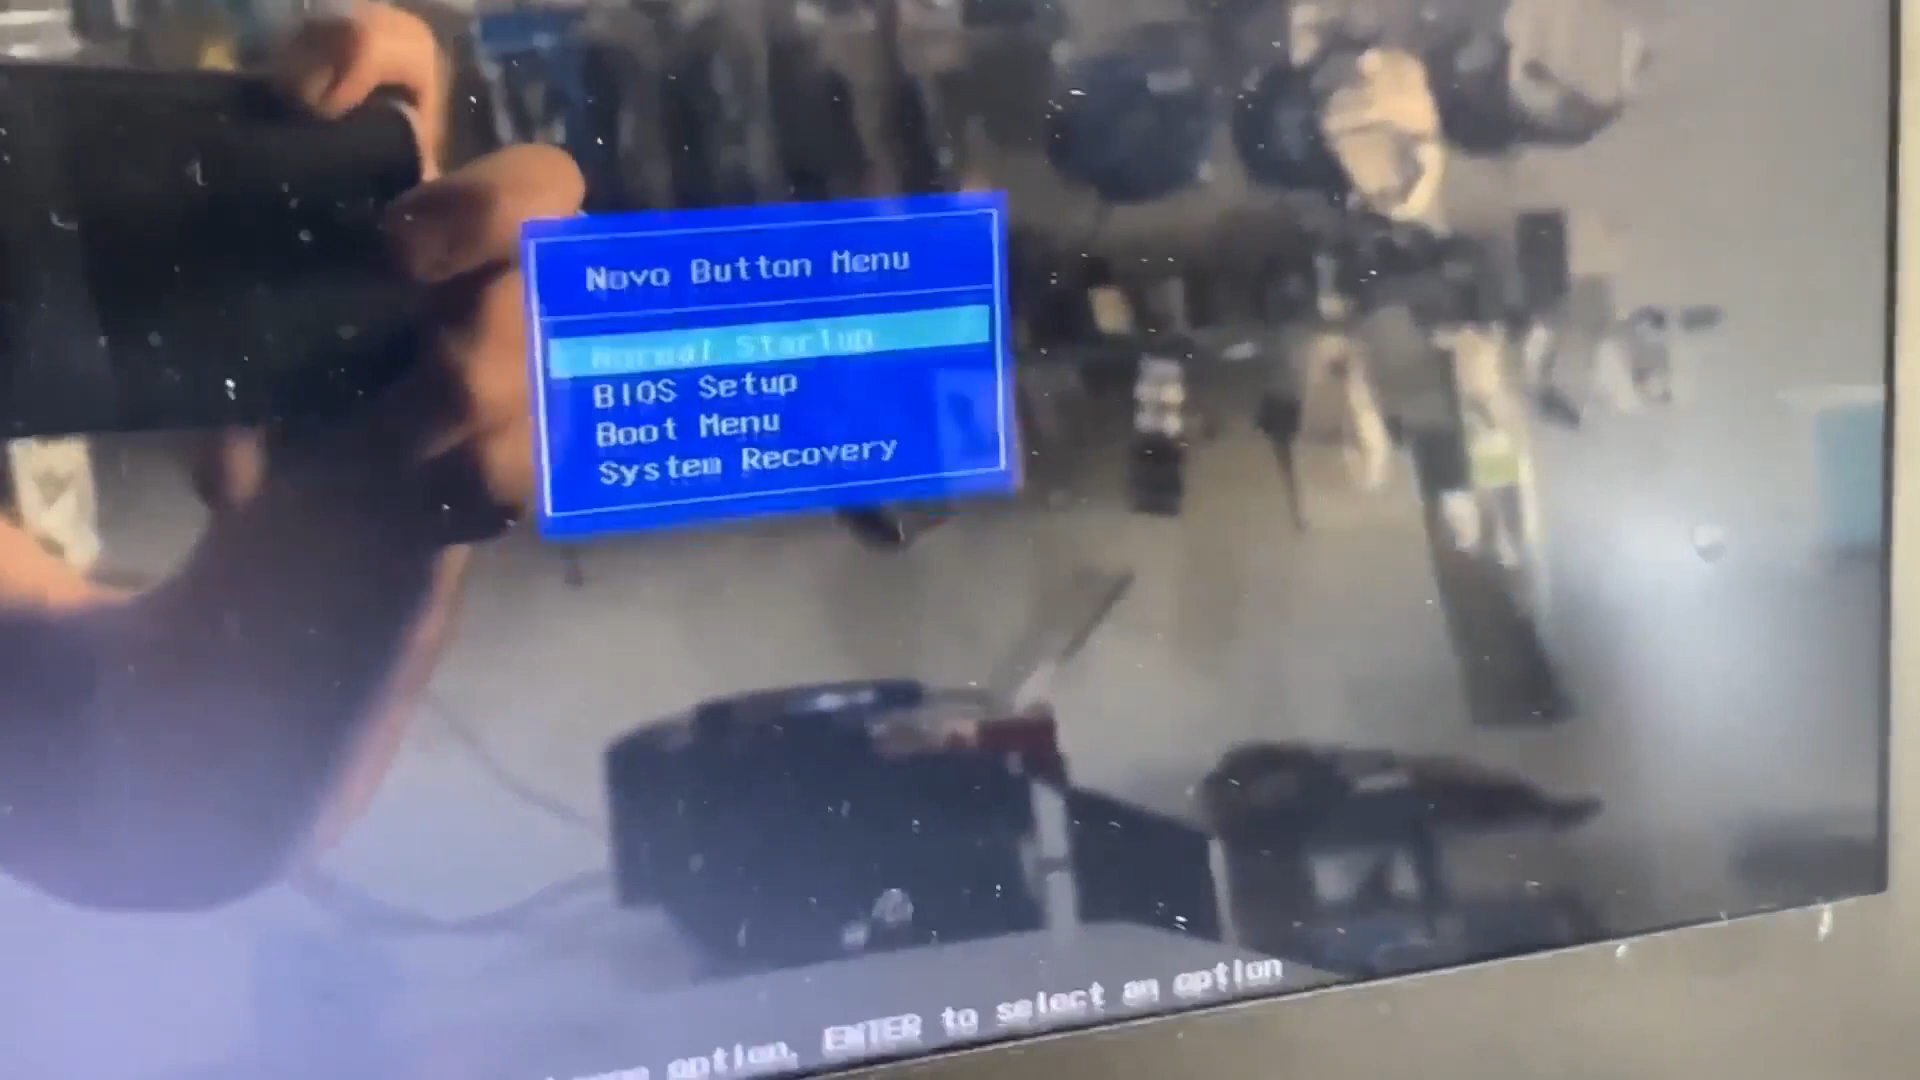 Novo Button Menu
Normal Startup
BIOS Setup
Boot Menu
System Recovery
option, ENTER to select an option